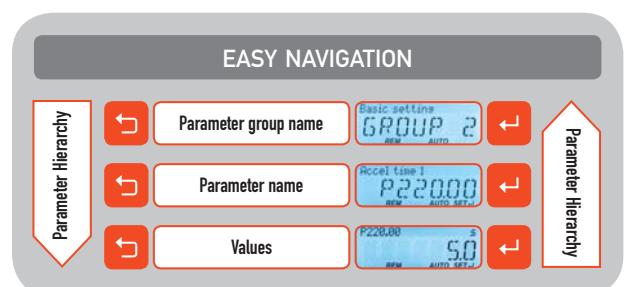 EASY NAVIGATION
Parameter Hierarchy
Parameter group name
Basic setting
GROUP 2
REM AUTO
Parameter name
Accel time 1
P220.00
REM AUTO SET↵
Values
P220.00 s
5.0
REM AUTO SET↵
Parameter Hierarchy